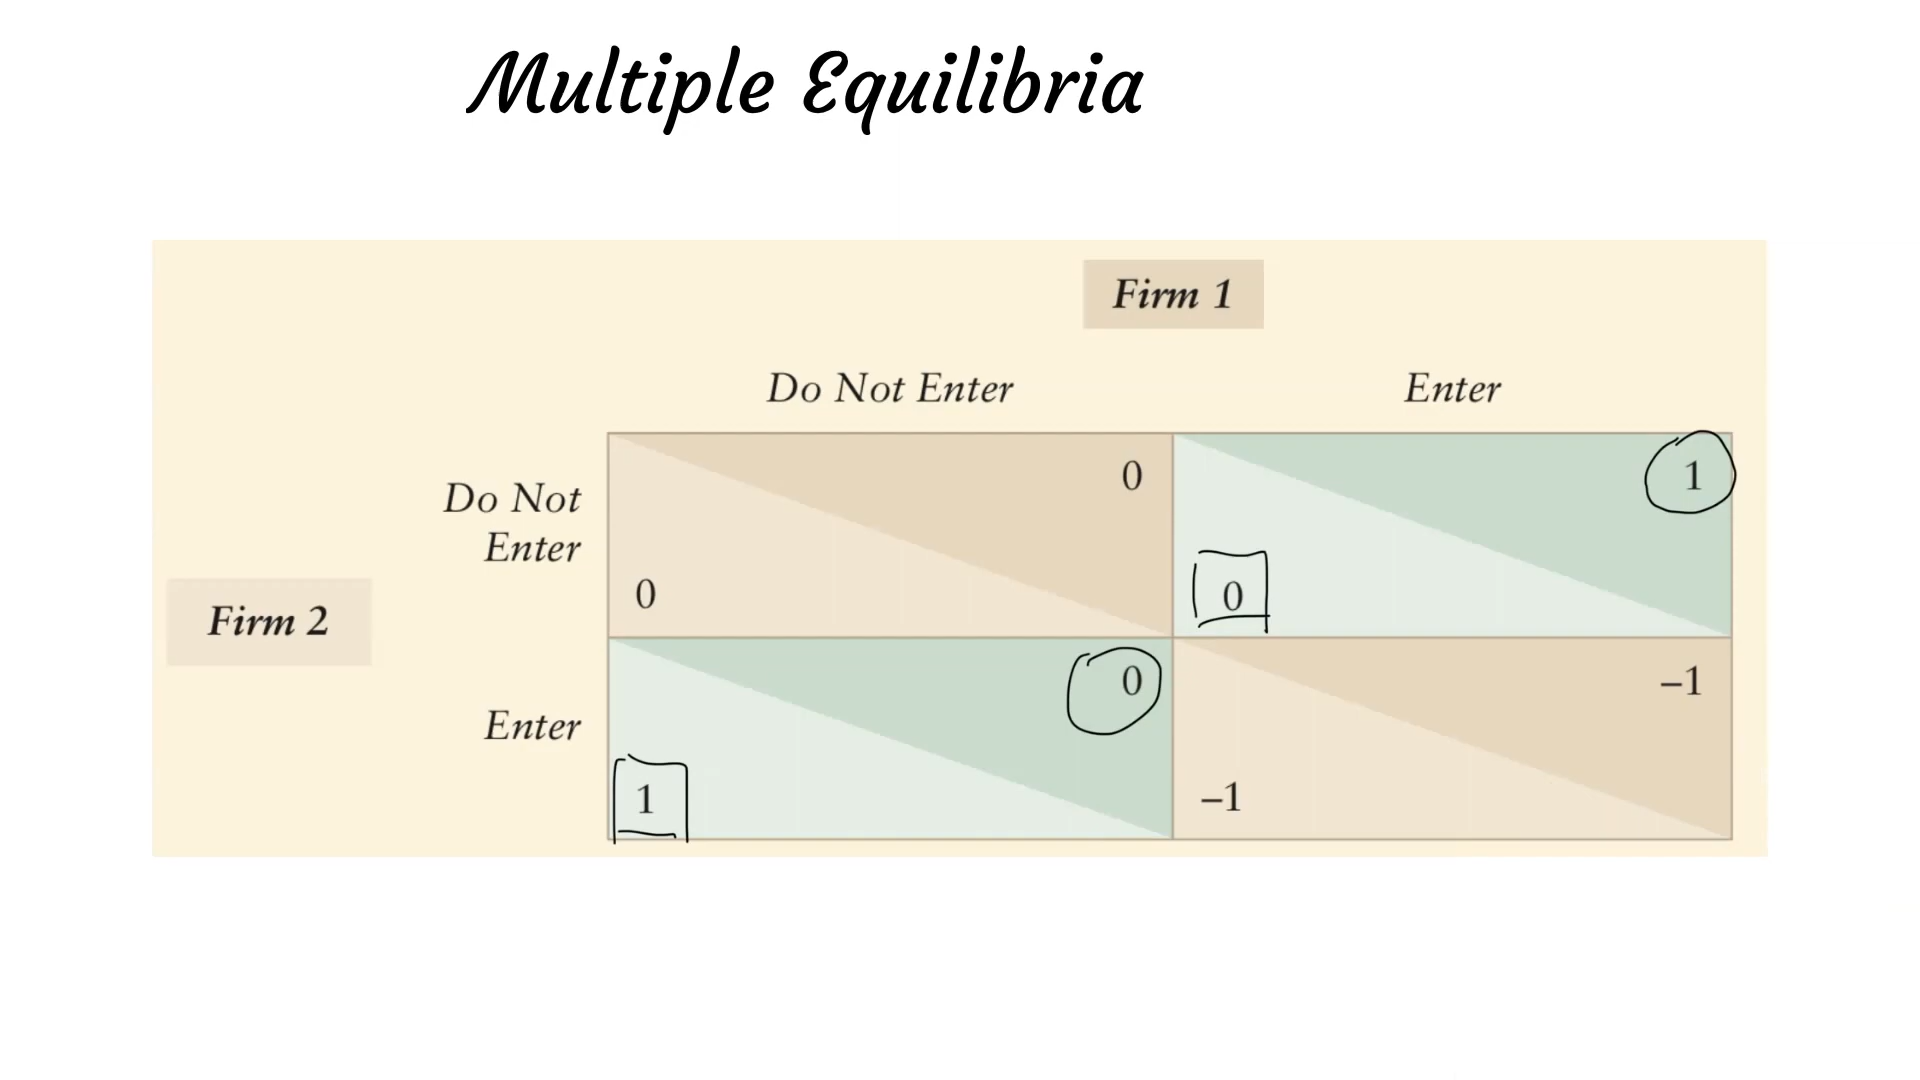 Multiple Equilibria
Firm 1
Do Not Enter
Enter
Do Not
Enter
0
1
0
0
Firm 2
Enter
0
–1
1
–1